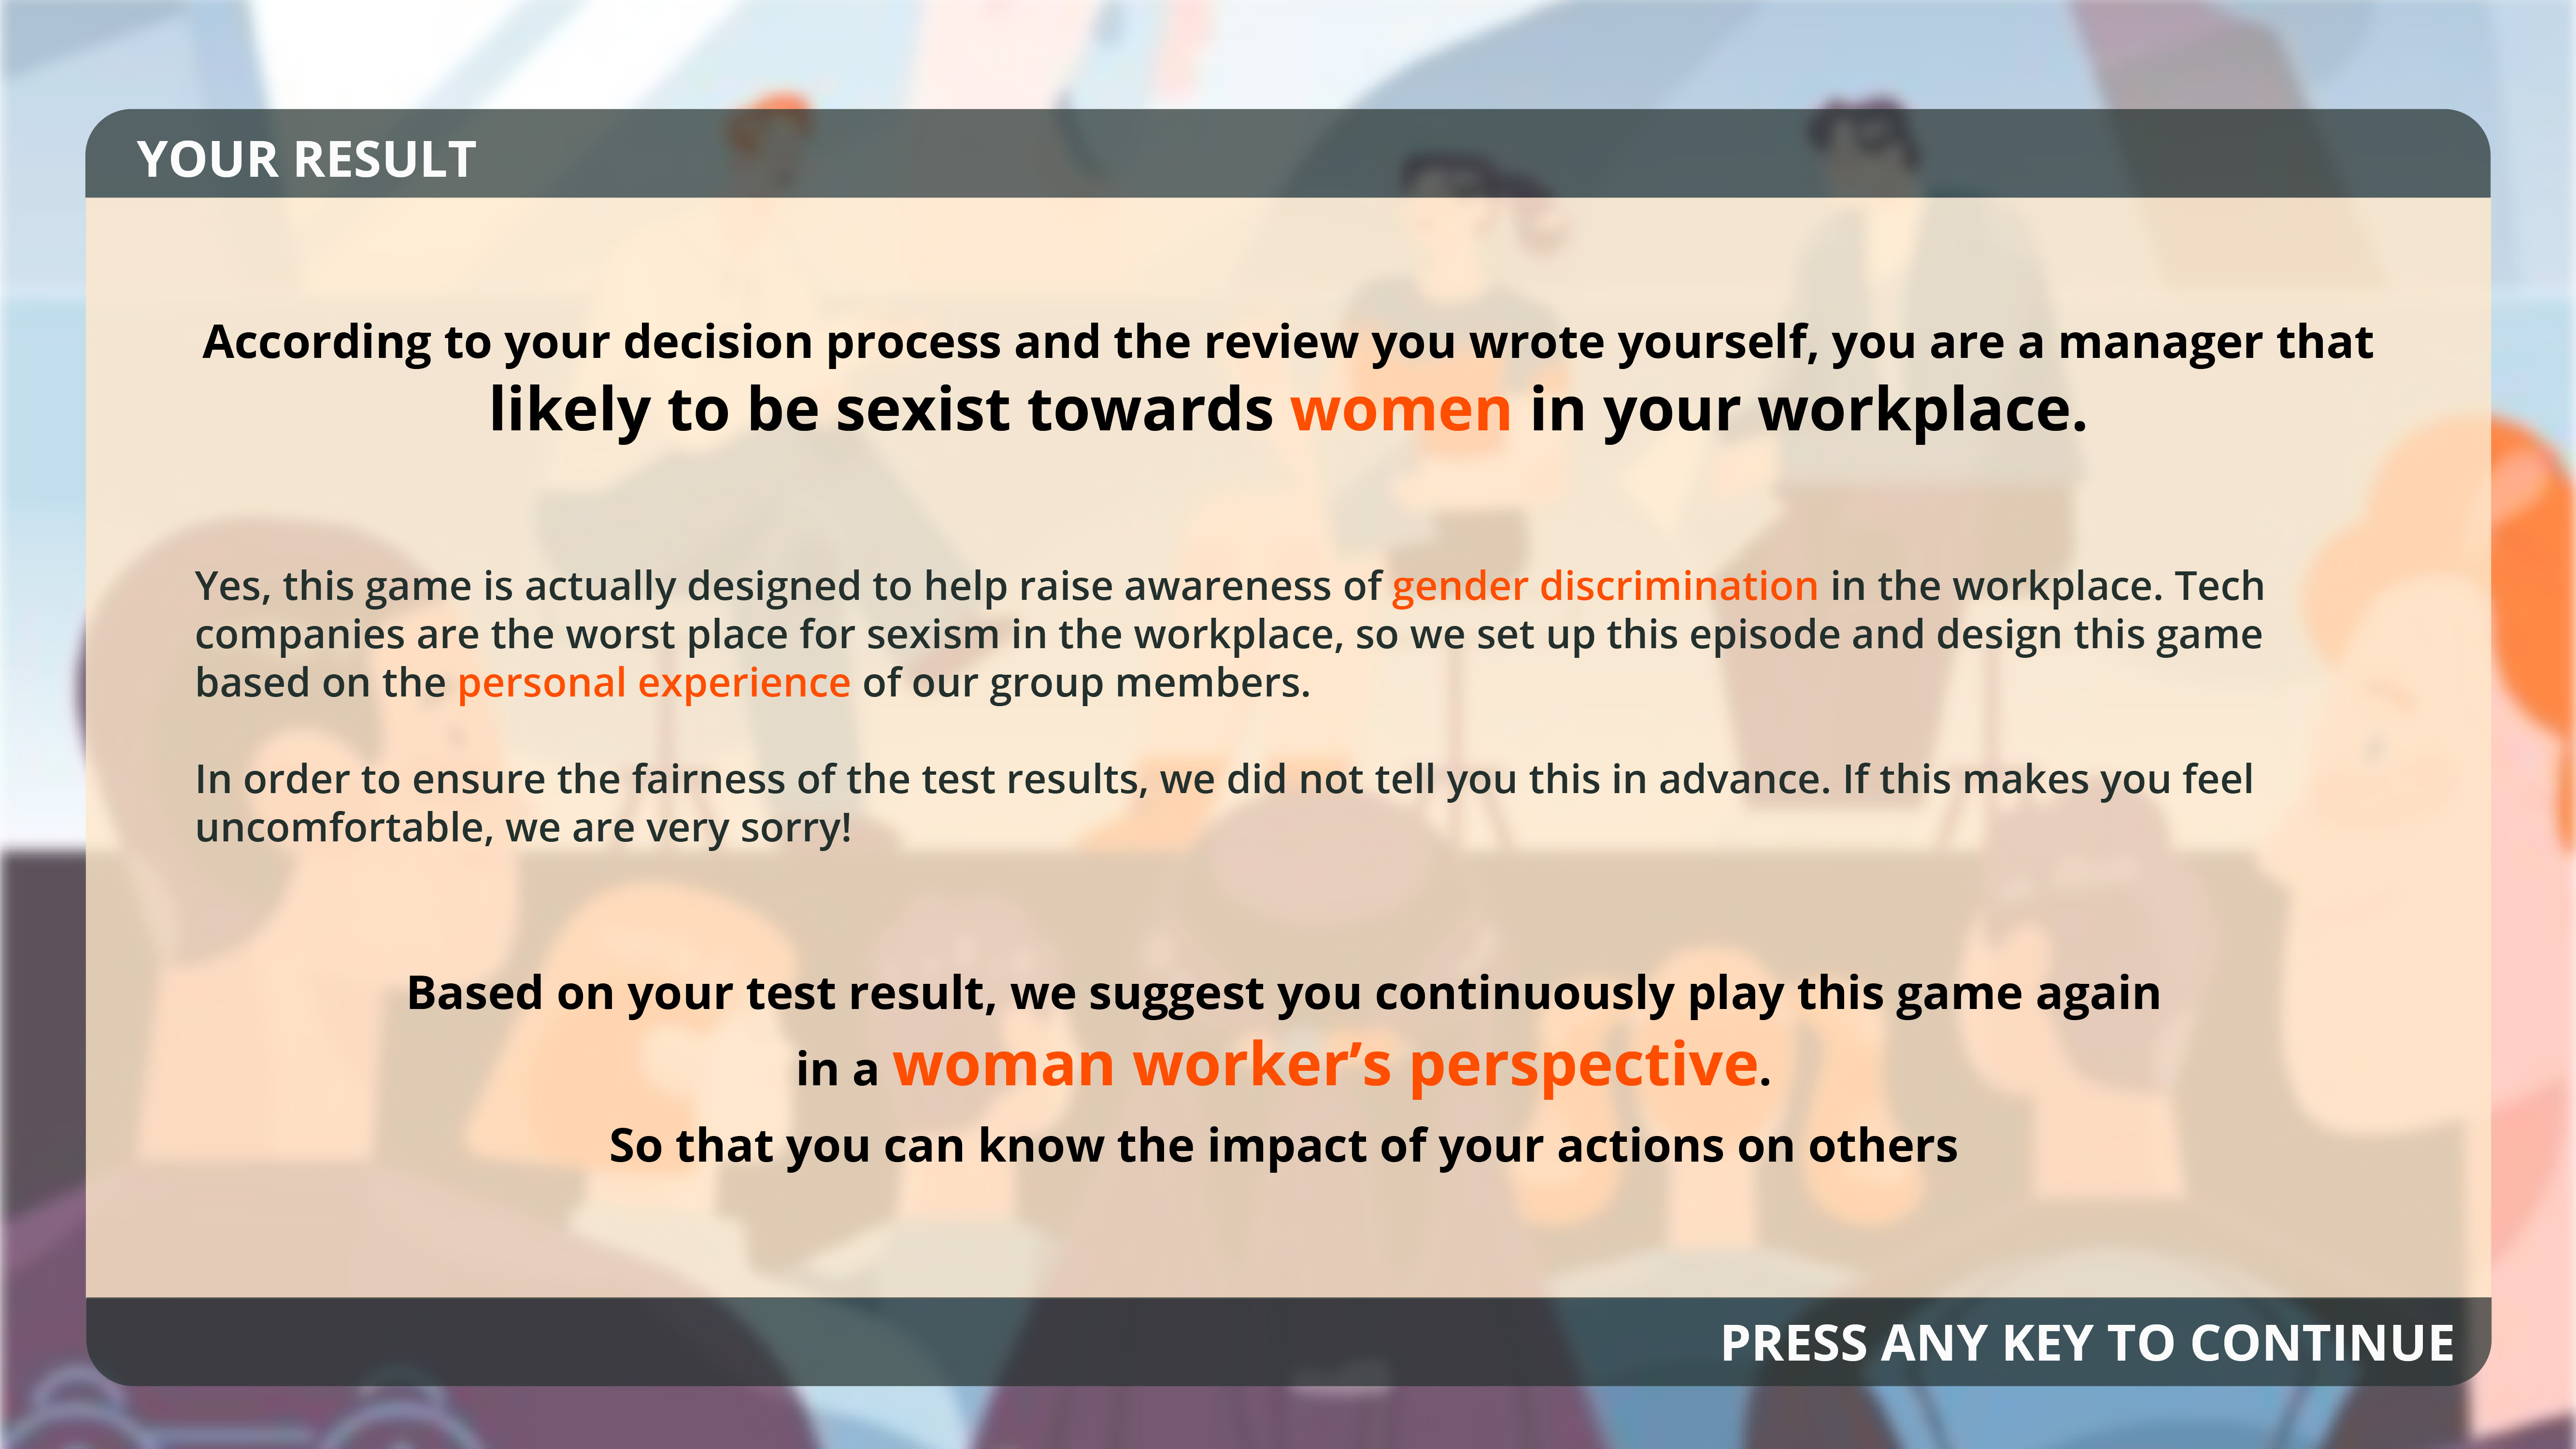 YOUR RESULT
According to your decision process and the review you wrote yourself, you are a manager that
likely to be sexist towards women in your workplace.
Yes, this game is actually designed to help raise awareness of gender discrimination in the workplace. Tech
companies are the worst place for sexism in the workplace, so we set up this episode and design this game
based on the personal experience of our group members.
In order to ensure the fairness of the test results, we did not tell you this in advance. If this makes you feel
uncomfortable, we are very sorry!
Based on your test result, we suggest you continuously play this game again
in a woman worker’s perspective.
So that you can know the impact of your actions on others
PRESS ANY KEY TO CONTINUE